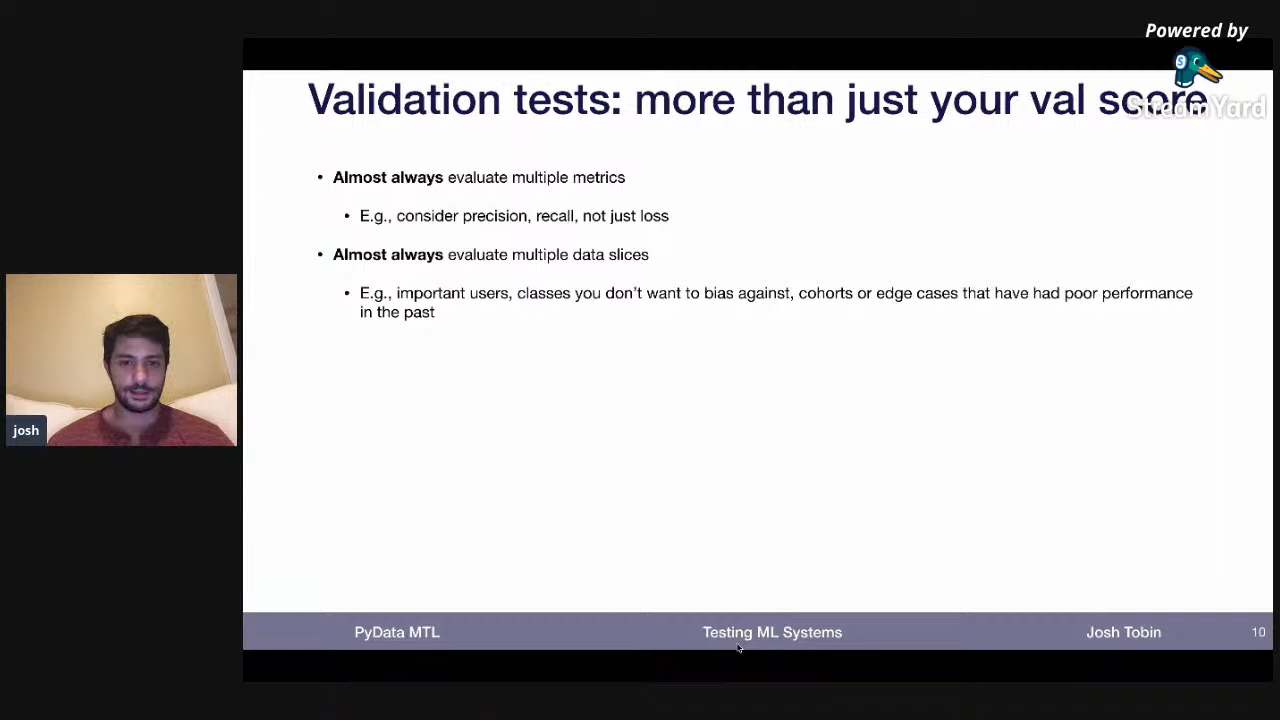 Powered by
StreamYard
Validation tests: more than just your val score
• Almost always evaluate multiple metrics
• E.g., consider precision, recall, not just loss
• Almost always evaluate multiple data slices
• E.g., important users, classes you don't want to bias against, cohorts or edge cases that have had poor performance
in the past
josh
PyData MTL
Testing ML Systems
Josh Tobin
10